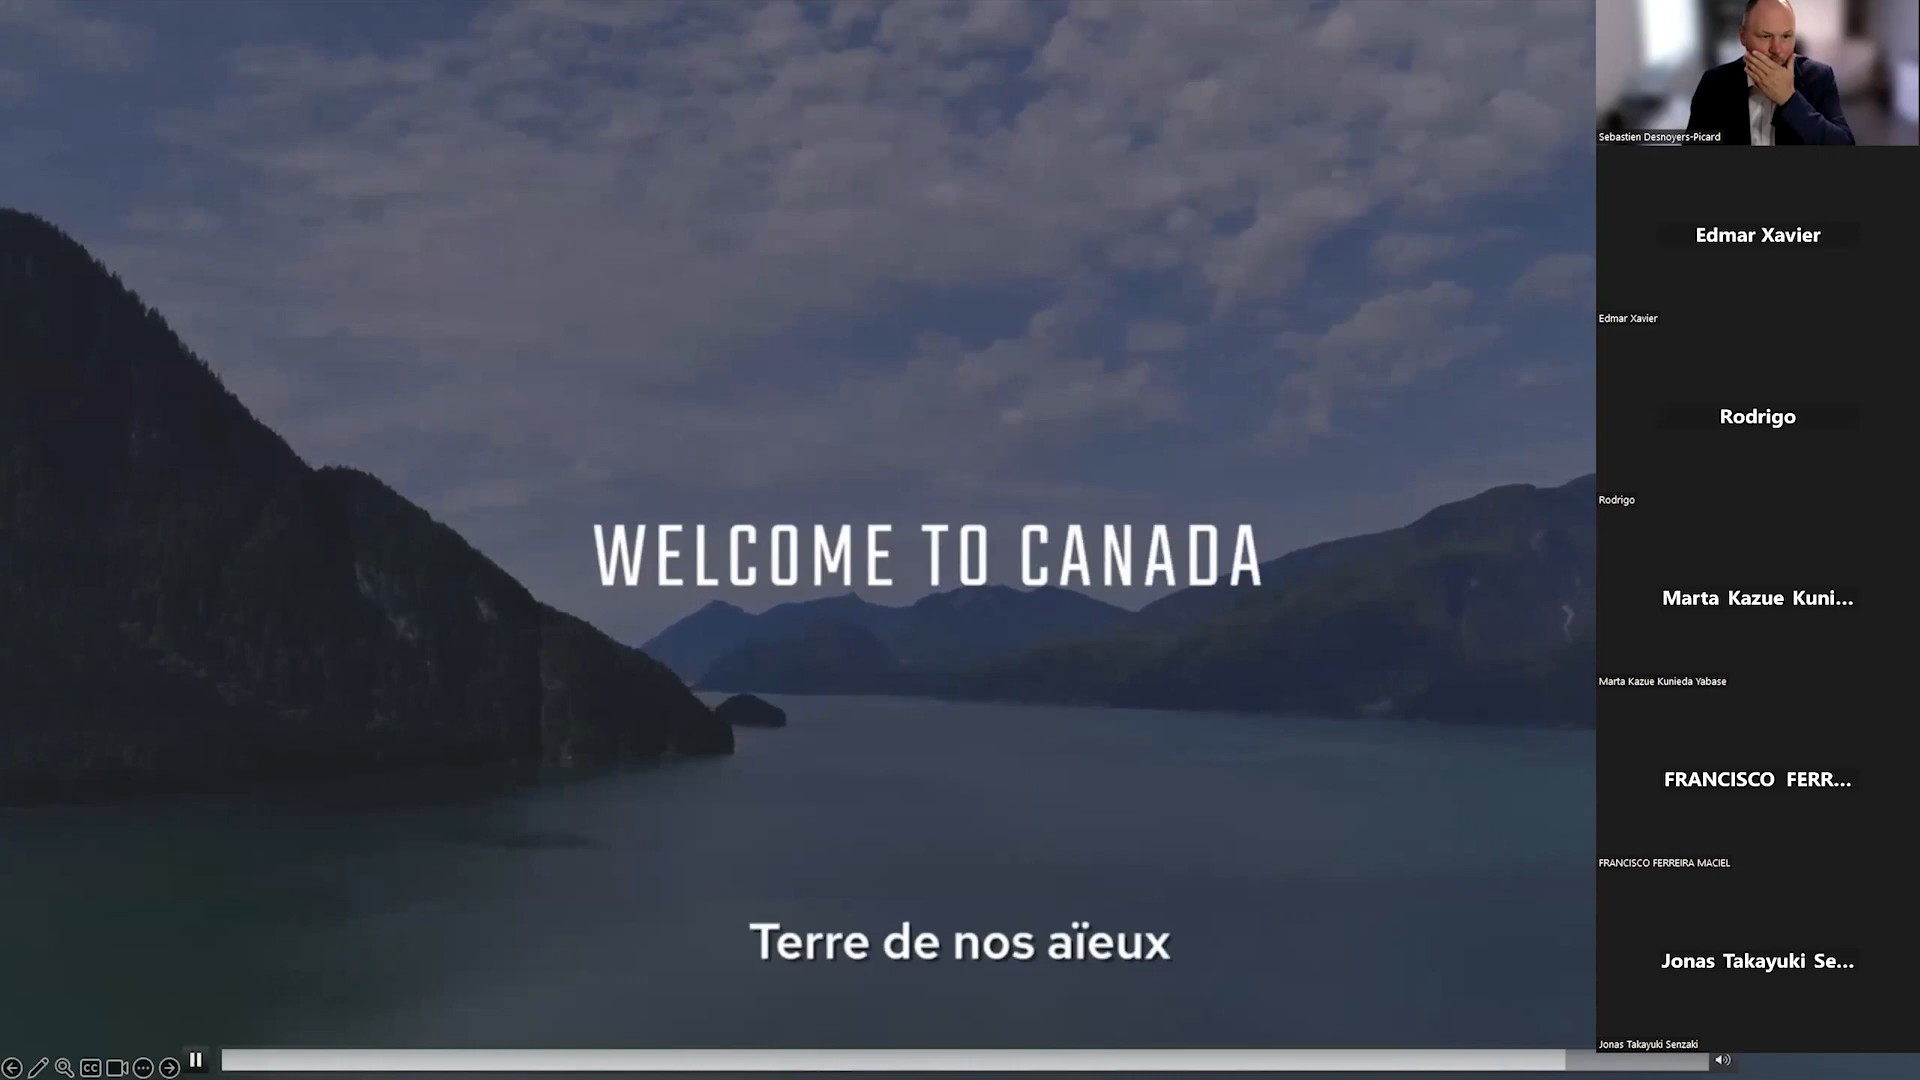 WELCOME TO CANADA
Terre de nos aïeux
CC
Sebastien Desnoyers-Picard
Edmar Xavier
Edmar Xavier
Rodrigo
Rodrigo
Marta Kazue Kuni...
Marta Kazue Kunieda Yabase
FRANCISCO FERR...
FRANCISCO FERREIRA MACIEL
Jonas Takayuki Se...
Jonas Takayuki Senzaki